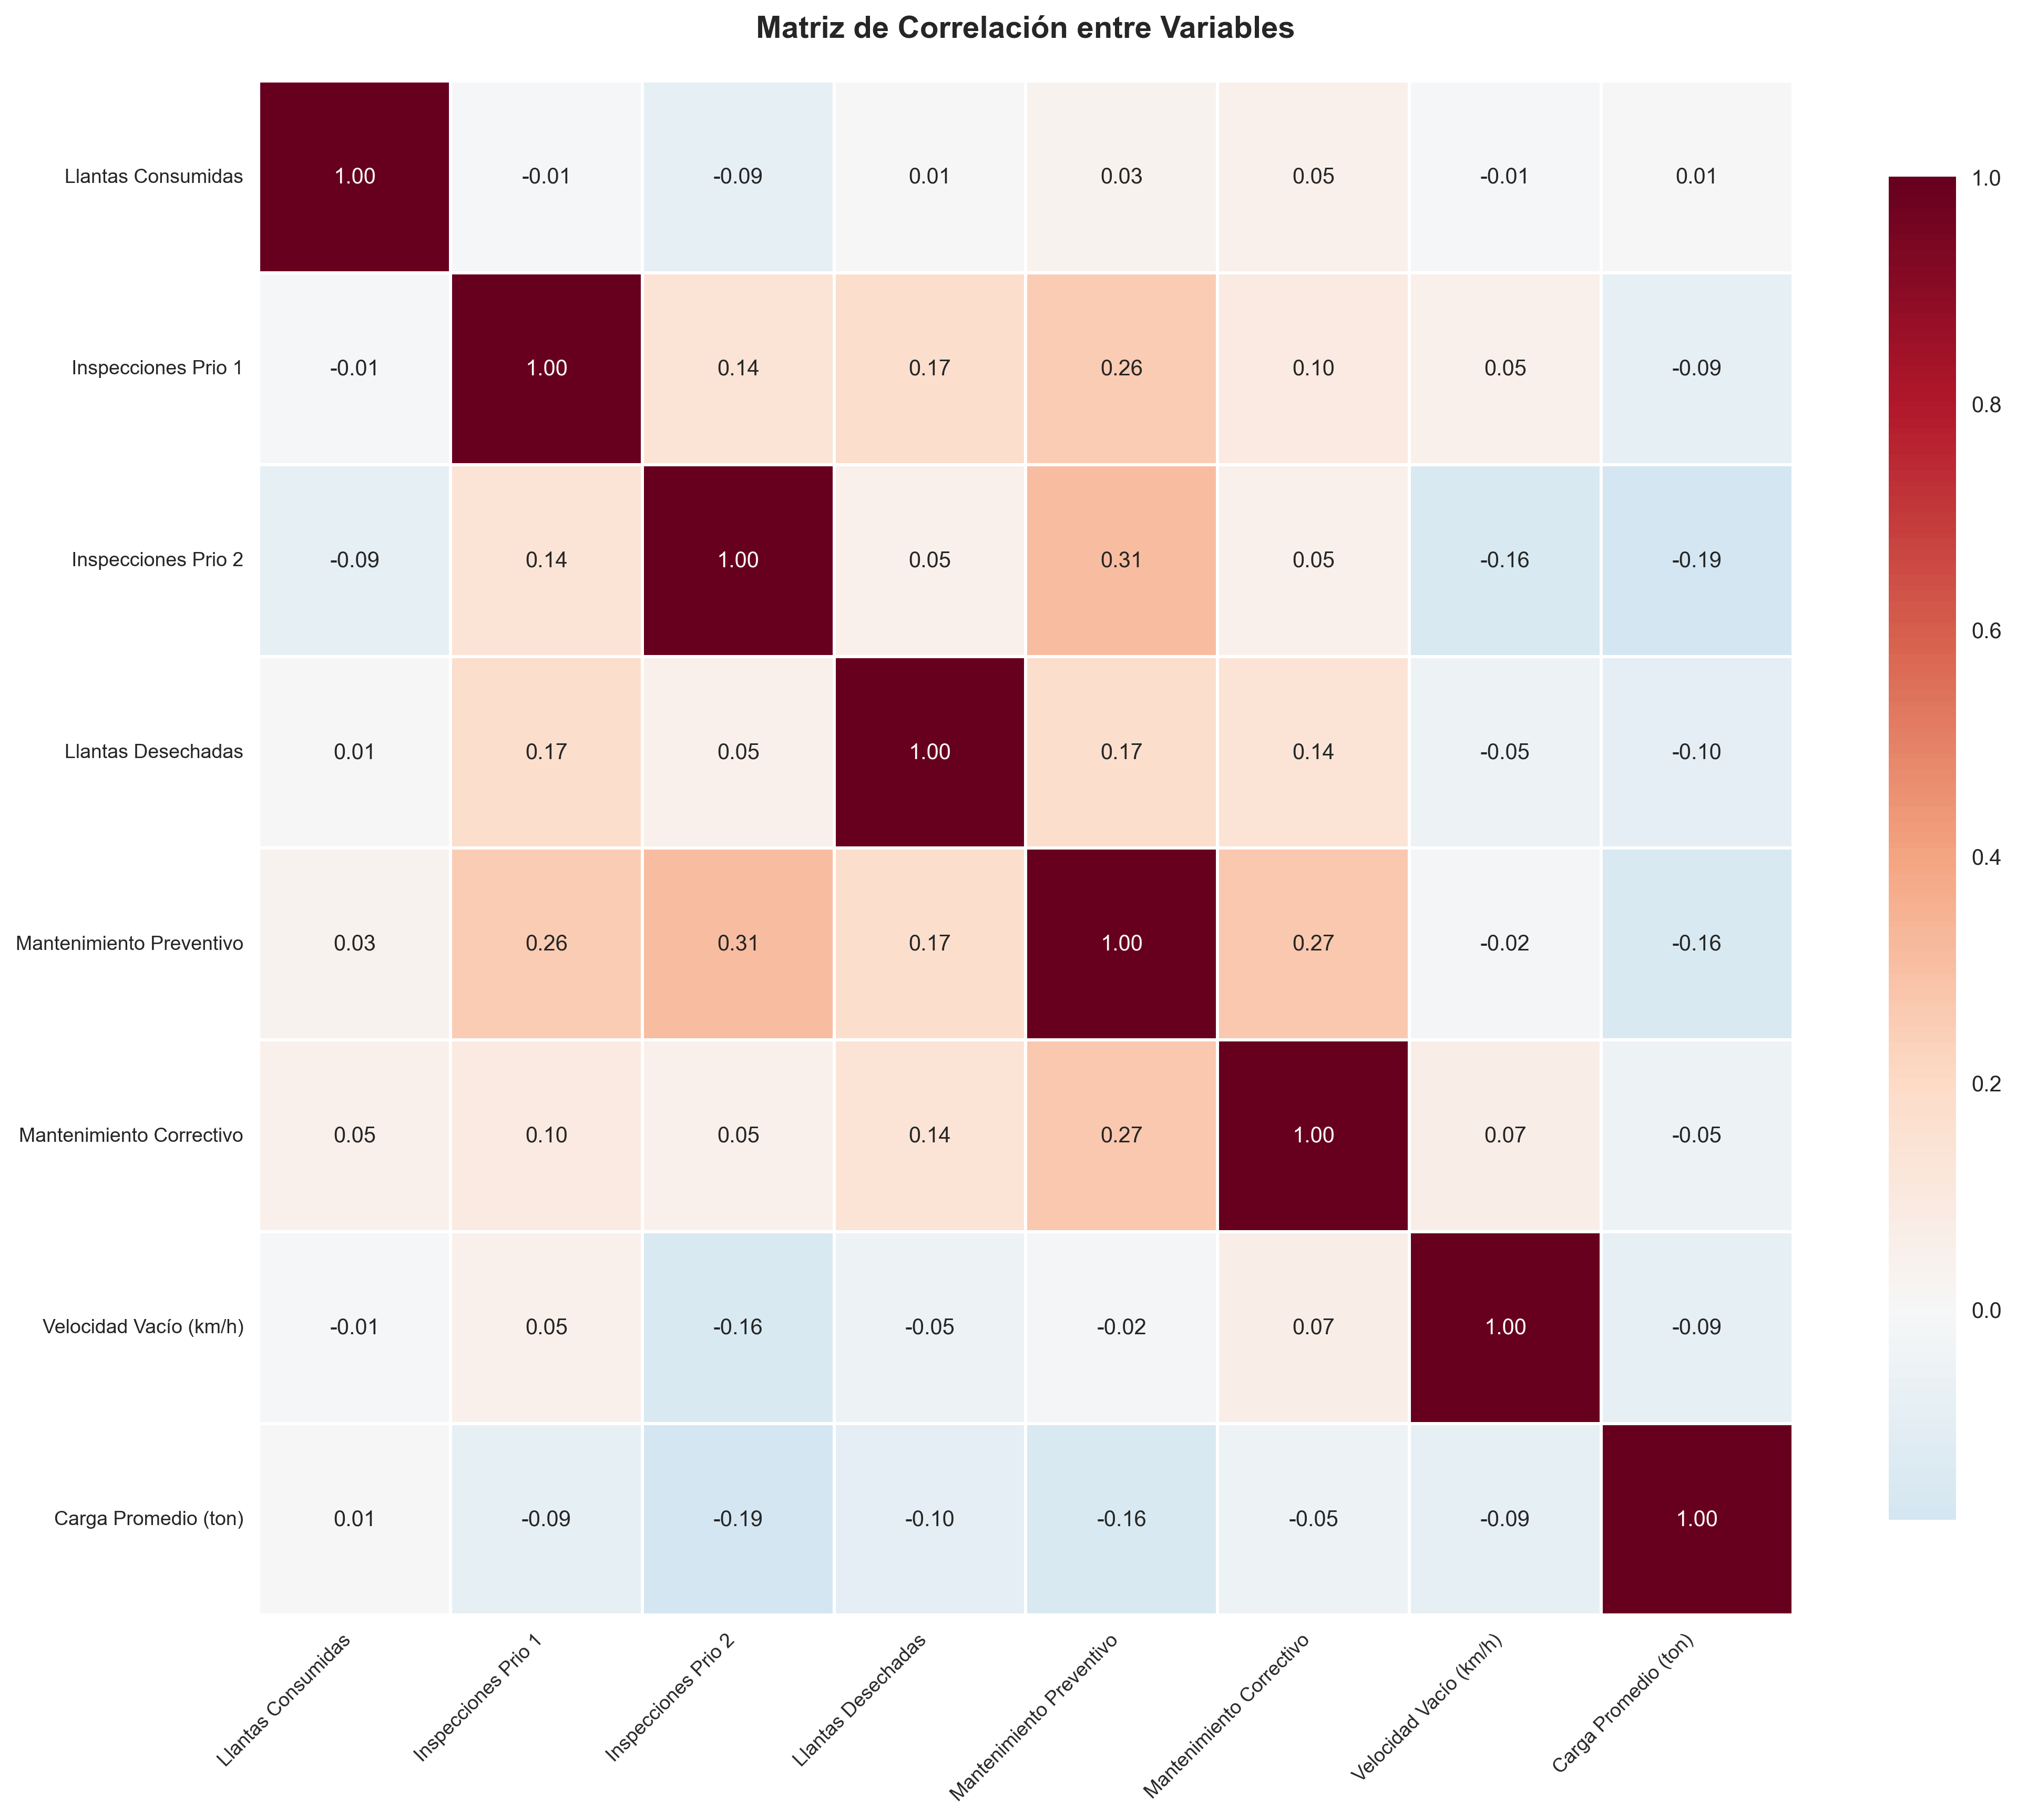 Matriz de Correlación entre Variables
Llantas Consumidas 1.00 -0.01 -0.09 0.01 0.03 0.05 -0.01 0.01
Inspecciones Prio 1 -0.01 1.00 0.14 0.17 0.26 0.10 0.05 -0.09
Inspecciones Prio 2 -0.09 0.14 1.00 0.05 0.31 0.05 -0.16 -0.19
Llantas Desechadas 0.01 0.17 0.05 1.00 0.17 0.14 -0.05 -0.10
Mantenimiento Preventivo 0.03 0.26 0.31 0.17 1.00 0.27 -0.02 -0.16
Mantenimiento Correctivo 0.05 0.10 0.05 0.14 0.27 1.00 0.07 -0.05
Velocidad Vacío (km/h) -0.01 0.05 -0.16 -0.05 -0.02 0.07 1.00 -0.09
Carga Promedio (ton) 0.01 -0.09 -0.19 -0.10 -0.16 -0.05 -0.09 1.00
Llantas Consumidas
Inspecciones Prio 1
Inspecciones Prio 2
Llantas Desechadas
Mantenimiento Preventivo
Mantenimiento Correctivo
Velocidad Vacío (km/h)
Carga Promedio (ton)
1.0
0.8
0.6
0.4
0.2
0.0